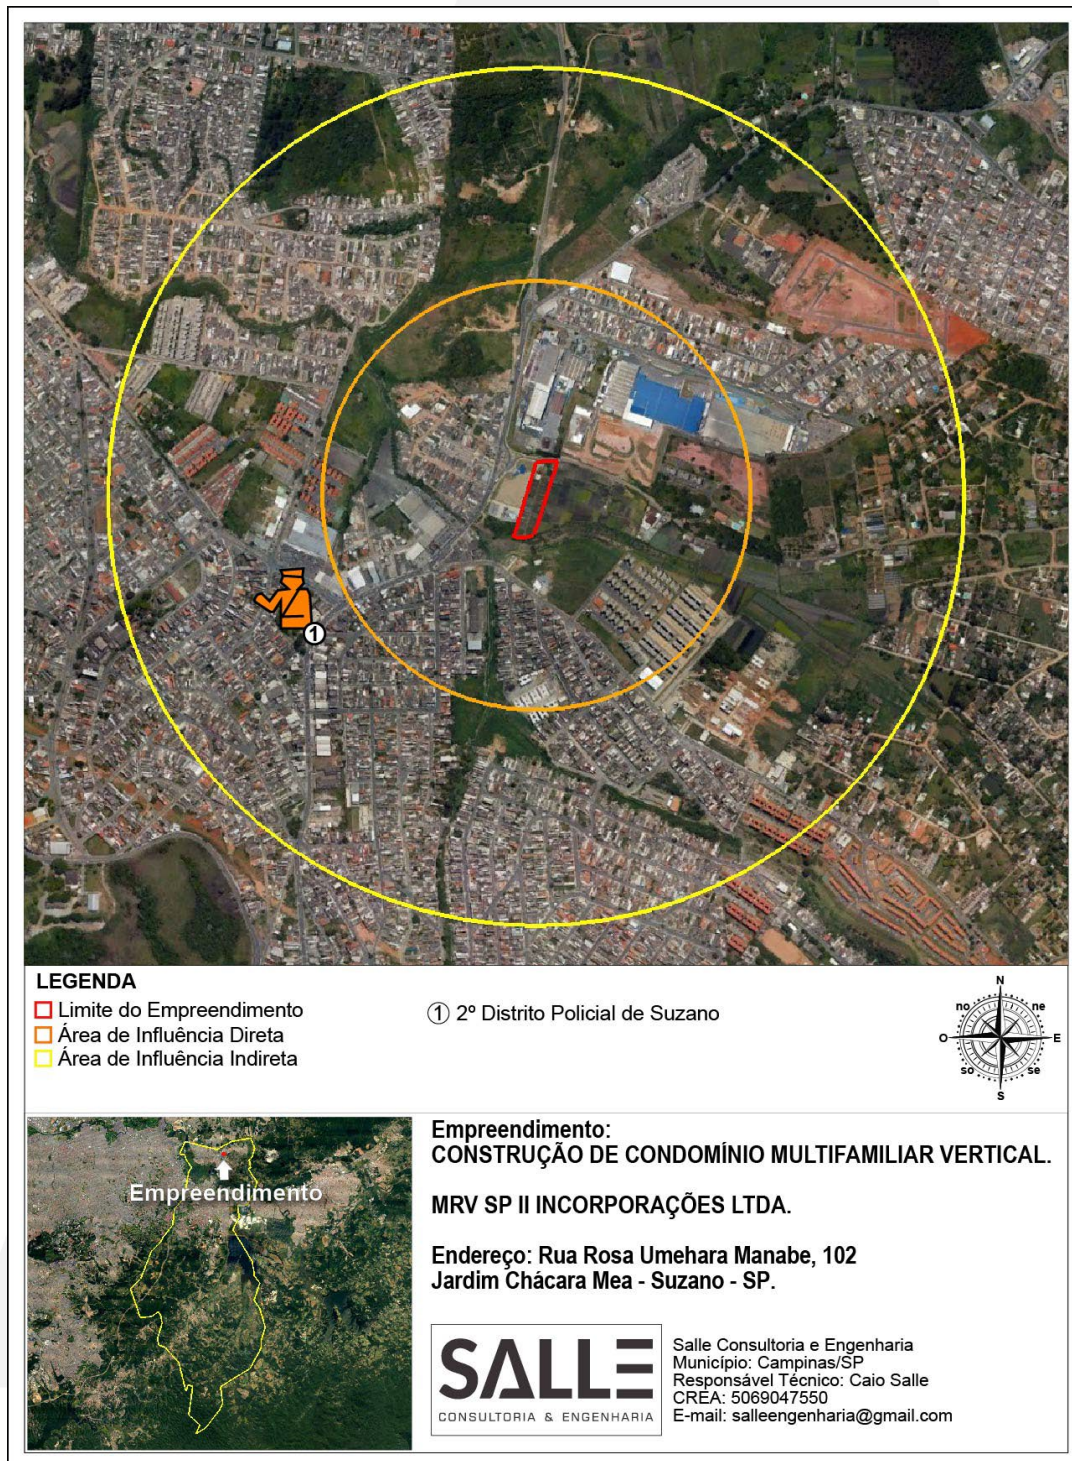 1
LEGENDA
Limite do Empreendimento
Área de Influência Direta
Área de Influência Indireta
1 2º Distrito Policial de Suzano
N
no ne
O E
so se
S
Empreendimento
Empreendimento:
CONSTRUÇÃO DE CONDOMÍNIO MULTIFAMILIAR VERTICAL.
MRV SP II INCORPORAÇÕES LTDA.
Endereço: Rua Rosa Umehara Manabe, 102
Jardim Chácara Mea - Suzano - SP.
SALLE
CONSULTORIA & ENGENHARIA
Salle Consultoria e Engenharia
Município: Campinas/SP
Responsável Técnico: Caio Salle
CREA: 5069047550
E-mail: salleengenharia@gmail.com